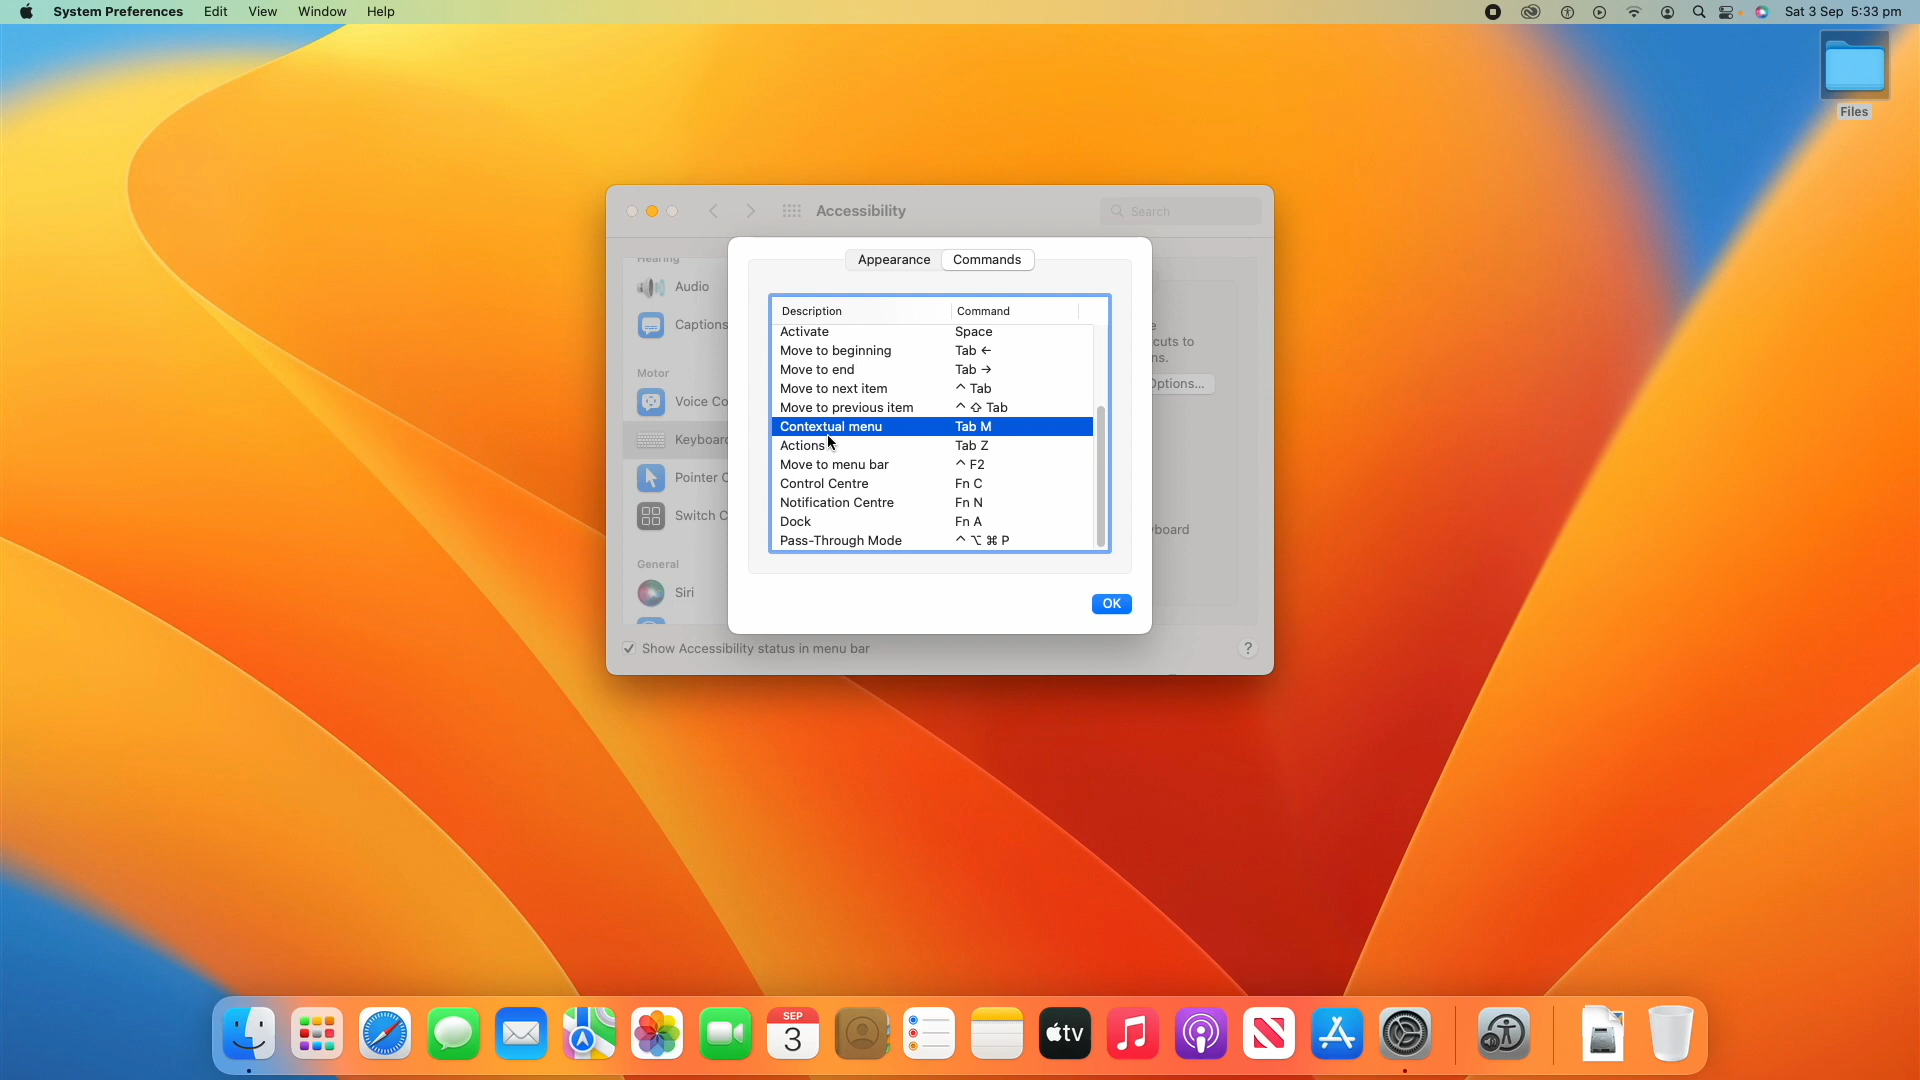 System Preferences Edit View Window Help
Sat 3 Sep 5:33 pm
Files
Accessibility
Search
Hearing
Audio
Captions
Motor
Voice Co
Keyboard
Pointer C
Switch C
General
Siri
Show Accessibility status in menu bar
?
Appearance Commands
Description Command
Activate Space
Move to beginning Tab ←
Move to end Tab →
Move to next item ^ Tab
Move to previous item ^ ⇧ Tab
Contextual menu Tab M
Actions Tab Z
Move to menu bar ^ F2
Control Centre Fn C
Notification Centre Fn N
Dock Fn A
Pass-Through Mode ^ ⌥ ⌘ P
OK
cuts to
ns.
Options...
board
SEP
3
tv